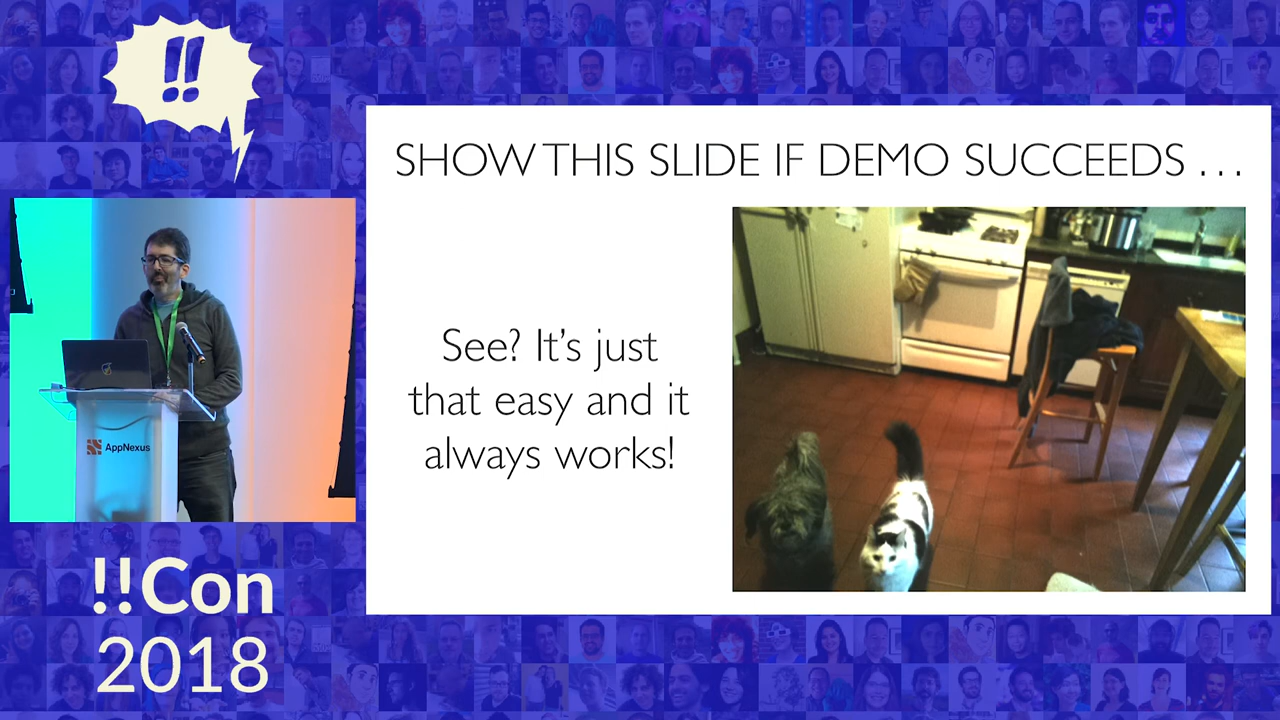 !!
SHOW THIS SLIDE IF DEMO SUCCEEDS . . .
See? It's just
that easy and it
always works!
AppNexus
!!Con
2018